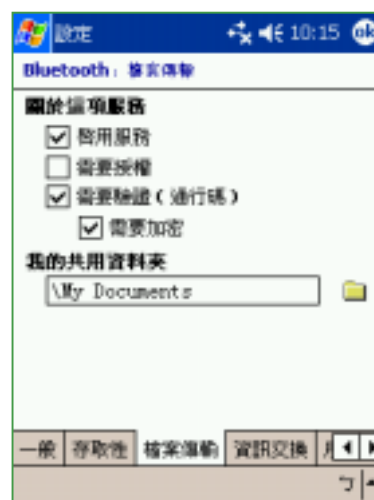 設定 10:15 ok
Bluetooth: 檔案傳輸
關於這項服務
啓用服務
需要授權
需要驗證(通行碼)
需要加密
我的共用資料夾
\My Documents
一般 存取性 檔案傳輸 資訊交換
ㄅ